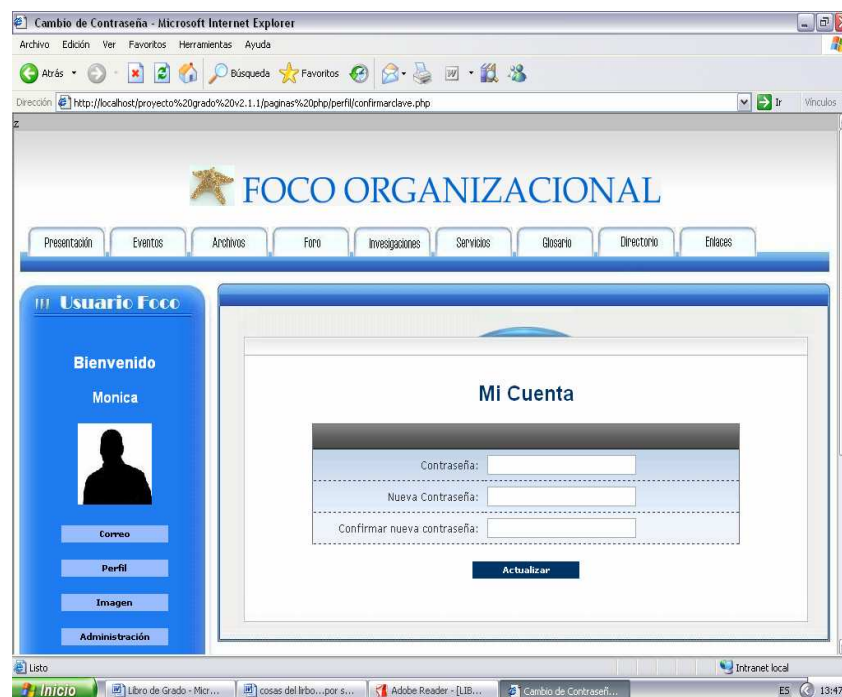 Cambio de Contraseña - Microsoft Internet Explorer
Archivo Edición Ver Favoritos Herramientas Ayuda
Atrás Búsqueda Favoritos
Dirección http://localhost/proyecto%20grado%20v2.1.1/paginas%20php/perfil/confirmarclave.php Ir Vínculos
z
FOCO ORGANIZACIONAL
Presentación Eventos Archivos Foro Invesigaciones Servicios Glosario Directorio Enlaces
Usuario Foco
Bienvenido
Monica
Correo
Perfil
Imagen
Administración
Mi Cuenta
Contraseña:
Nueva Contraseña:
Confirmar nueva contraseña:
Actualizar
Listo Intranet local
Inicio Libro de Grado - Micr... cosas del lirbo...por s... Adobe Reader - [LIB... Cambio de Contraseñ... ES 13:47